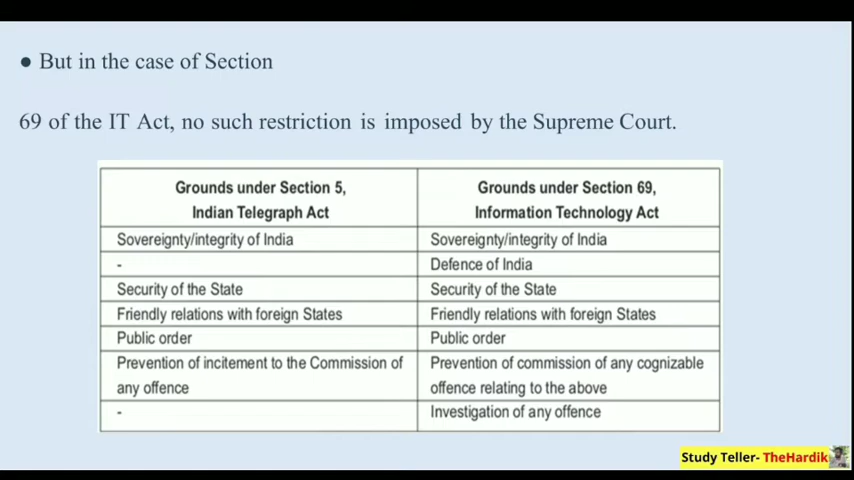 ● But in the case of Section
69 of the IT Act, no such restriction is imposed by the Supreme Court.
Grounds under Section 5, Indian Telegraph Act
Grounds under Section 69, Information Technology Act
Sovereignty/integrity of India
Sovereignty/integrity of India
-
Defence of India
Security of the State
Security of the State
Friendly relations with foreign States
Friendly relations with foreign States
Public order
Public order
Prevention of incitement to the Commission of
any offence
Prevention of commission of any cognizable
offence relating to the above
-
Investigation of any offence
Study Teller- TheHardik